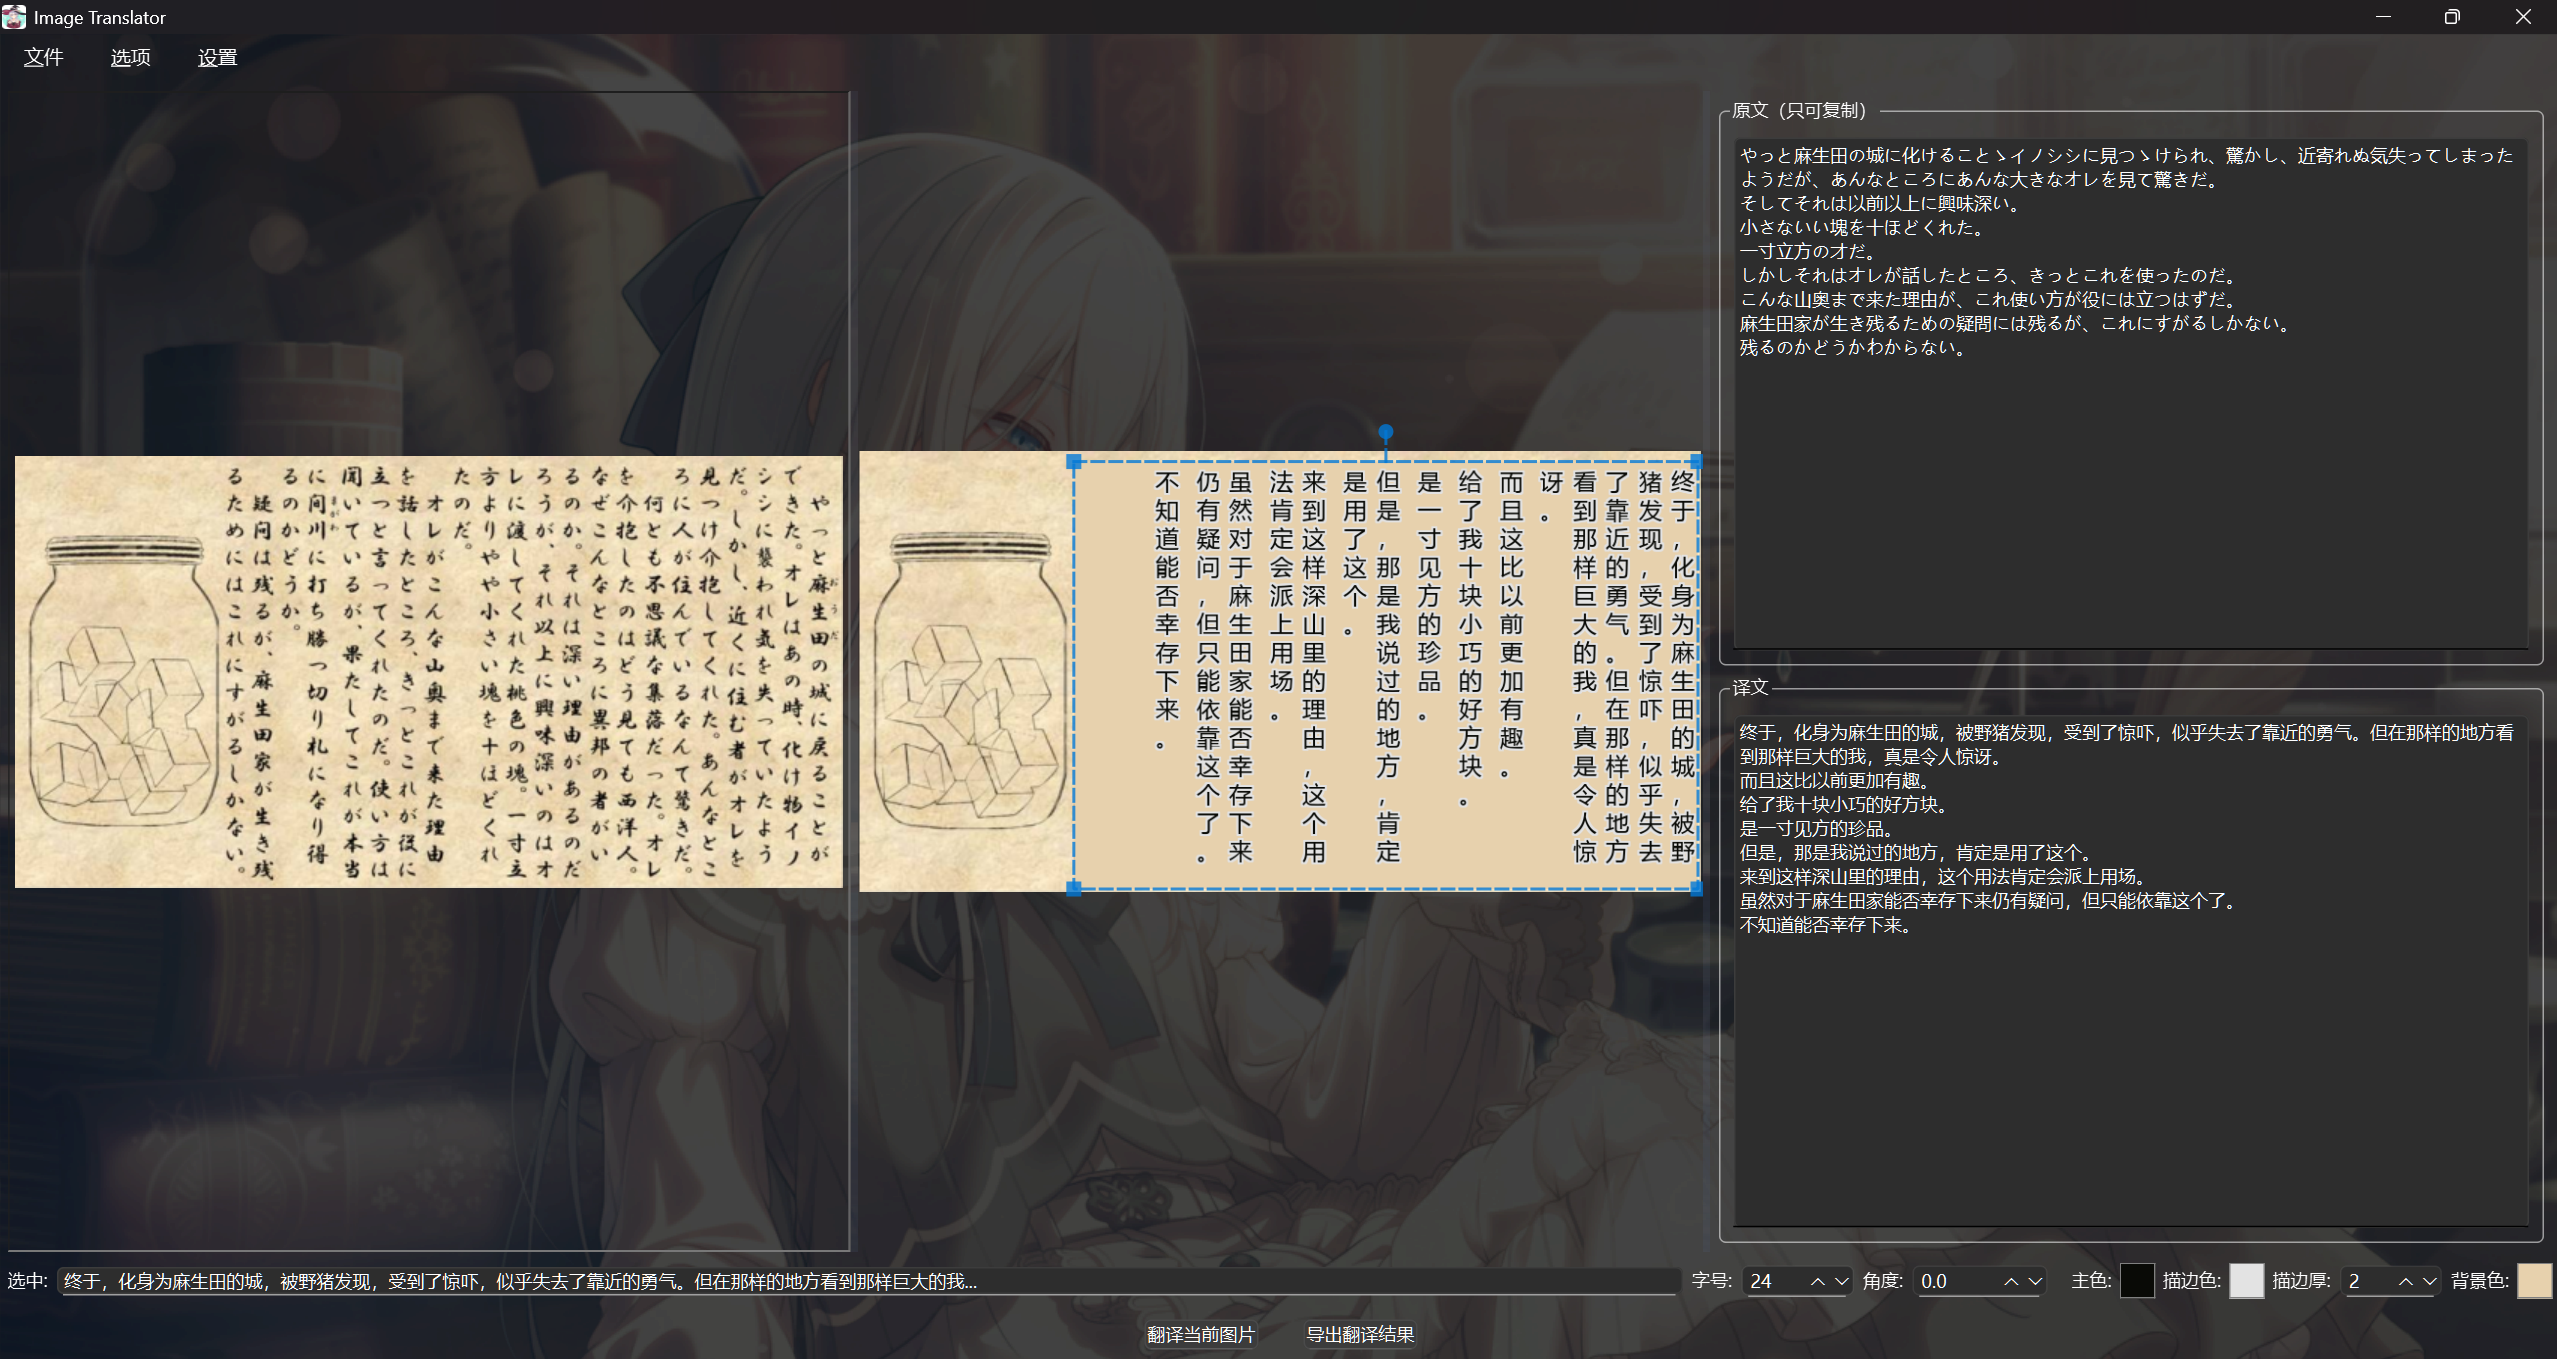 Image Translator
文件
选项
设置
やっと麻生田の城に戻ることが
おうだ
できた。オレはあの時、化け物イノ
シシに襲われ気を失っていたよう
だ。しかし、近くに住む者がオレを
見つけ介抱してくれた。あんなとこ
ろに人が住んでいるなんて驚きだ。
何とも不思議な集落だった。オレ
を介抱したのはどう見ても西洋人。
なぜこんなところに異邦の者がい
るのか。それは深い理由があるのだ
ろうが、それ以上に興味深いのはオ
レに渡してくれた桃色の塊。一寸立
方よりやや小さい塊を十ほどくれ
たのだ。
オレがこんな山奥まで来た理由
を話したところ、きっとこれが役に
立つと言ってくれたのだ。使い方は
聞いているが、果たしてこれが本当
に間川に打ち勝つ切り札になり得
まがわ
るのかどうか。
疑問は残るが、麻生田家が生き残
るためにはこれにすがるしかない。
终于，化身为麻生田的城，被野
猪发现，受到了惊吓，似乎失去
了靠近的勇气。但在那样的地方
看到那样巨大的我，真是令人惊
讶。
而且这比以前更加有趣。
给了我十块小巧的好方块。
是一寸见方的珍品。
但是，那是我说过的地方，肯定
是用了这个。
来到这样深山里的理由，这个用
法肯定会派上用场。
虽然对于麻生田家能否幸存下来
仍有疑问，但只能依靠这个了。
不知道能否幸存下来。
原文（只可复制）
やっと麻生田の城に化けることゝイノシシに見つゝけられ、驚かし、近寄れぬ気失ってしまった
ようだが、あんなところにあんな大きなオレを見て驚きだ。
そしてそれは以前以上に興味深い。
小さないい塊を十ほどくれた。
一寸立方の才だ。
しかしそれはオレが話したところ、きっとこれを使ったのだ。
こんな山奥まで来た理由が、これ使い方が役には立つはずだ。
麻生田家が生き残るための疑問には残るが、これにすがるしかない。
残るのかどうかわからない。
译文
终于，化身为麻生田的城，被野猪发现，受到了惊吓，似乎失去了靠近的勇气。但在那样的地方看
到那样巨大的我，真是令人惊讶。
而且这比以前更加有趣。
给了我十块小巧的好方块。
是一寸见方的珍品。
但是，那是我说过的地方，肯定是用了这个。
来到这样深山里的理由，这个用法肯定会派上用场。
虽然对于麻生田家能否幸存下来仍有疑问，但只能依靠这个了。
不知道能否幸存下来。
选中: 终于，化身为麻生田的城，被野猪发现，受到了惊吓，似乎失去了靠近的勇气。但在那样的地方看到那样巨大的我... 字号: 24 角度: 0.0 主色: 描边色: 描边厚: 2 背景色:
翻译当前图片 导出翻译结果